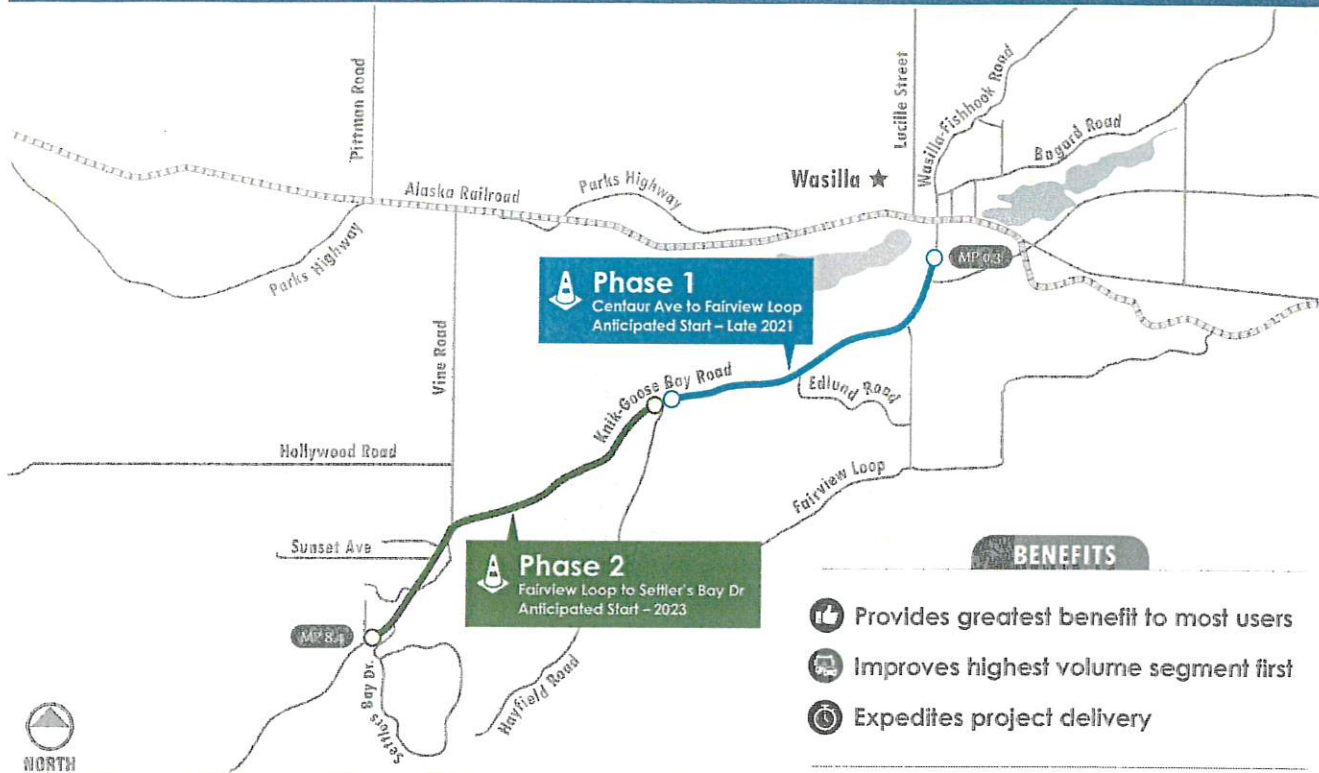 Pittman Road
Lucille Street
Wasilla-Fishhook Road
Bogard Road
Wasilla
Alaska Railroad
Parks Highway
Parks Highway
MP 0.3
Phase 1
Centaur Ave to Fairview Loop
Anticipated Start – Late 2021
Vine Road
Knik-Goose Bay Road
Edlund Road
Hollywood Road
Fairview Loop
Sunset Ave
Phase 2
Fairview Loop to Settler's Bay Dr
Anticipated Start – 2023
MP 8.4
Settlers Bay Dr.
Hayfield Road
BENEFITS
Provides greatest benefit to most users
Improves highest volume segment first
Expedites project delivery
NORTH